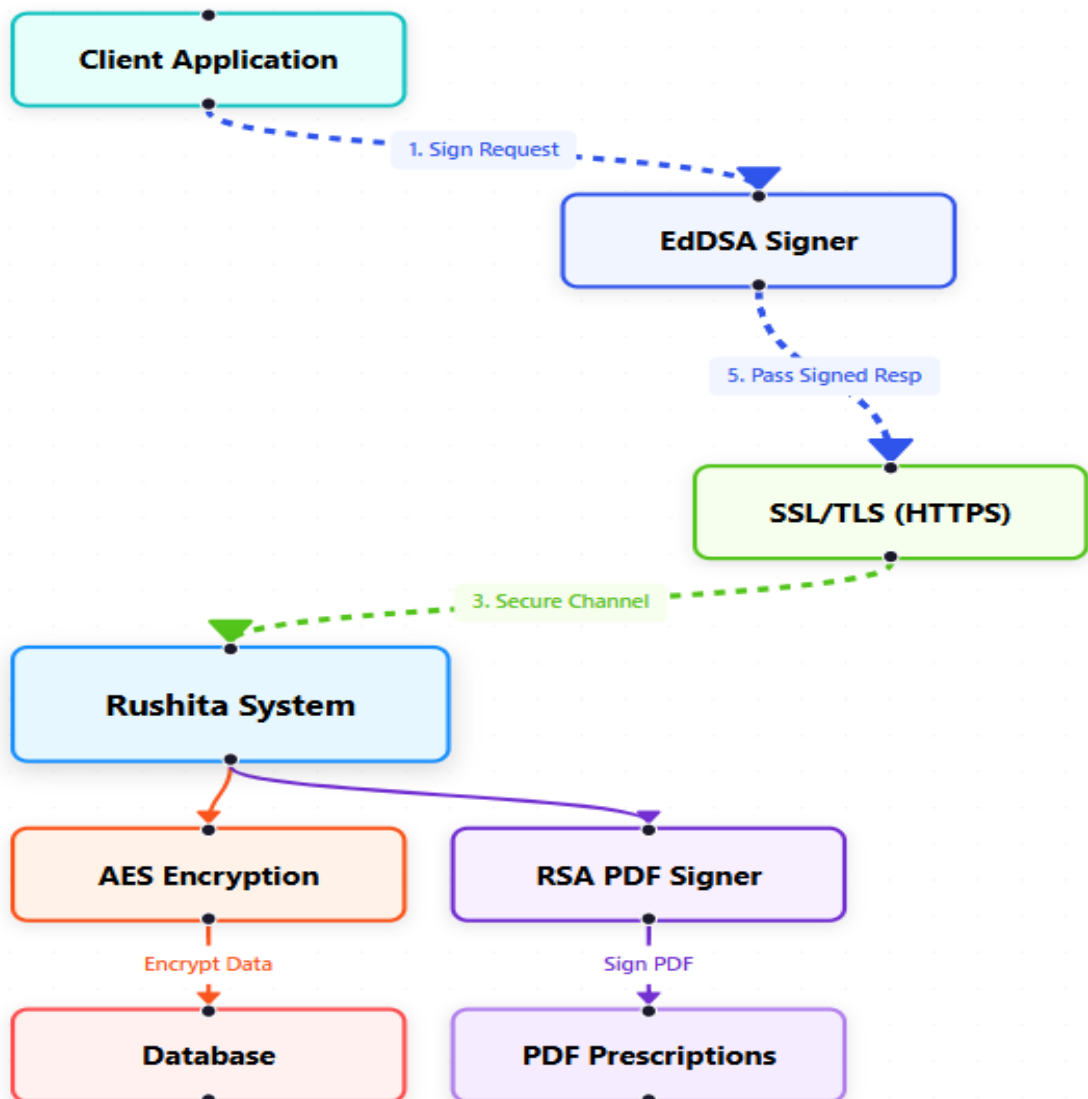 Client Application
1. Sign Request
EdDSA Signer
5. Pass Signed Resp
SSL/TLS (HTTPS)
3. Secure Channel
Rushita System
AES Encryption
RSA PDF Signer
Encrypt Data
Sign PDF
Database
PDF Prescriptions